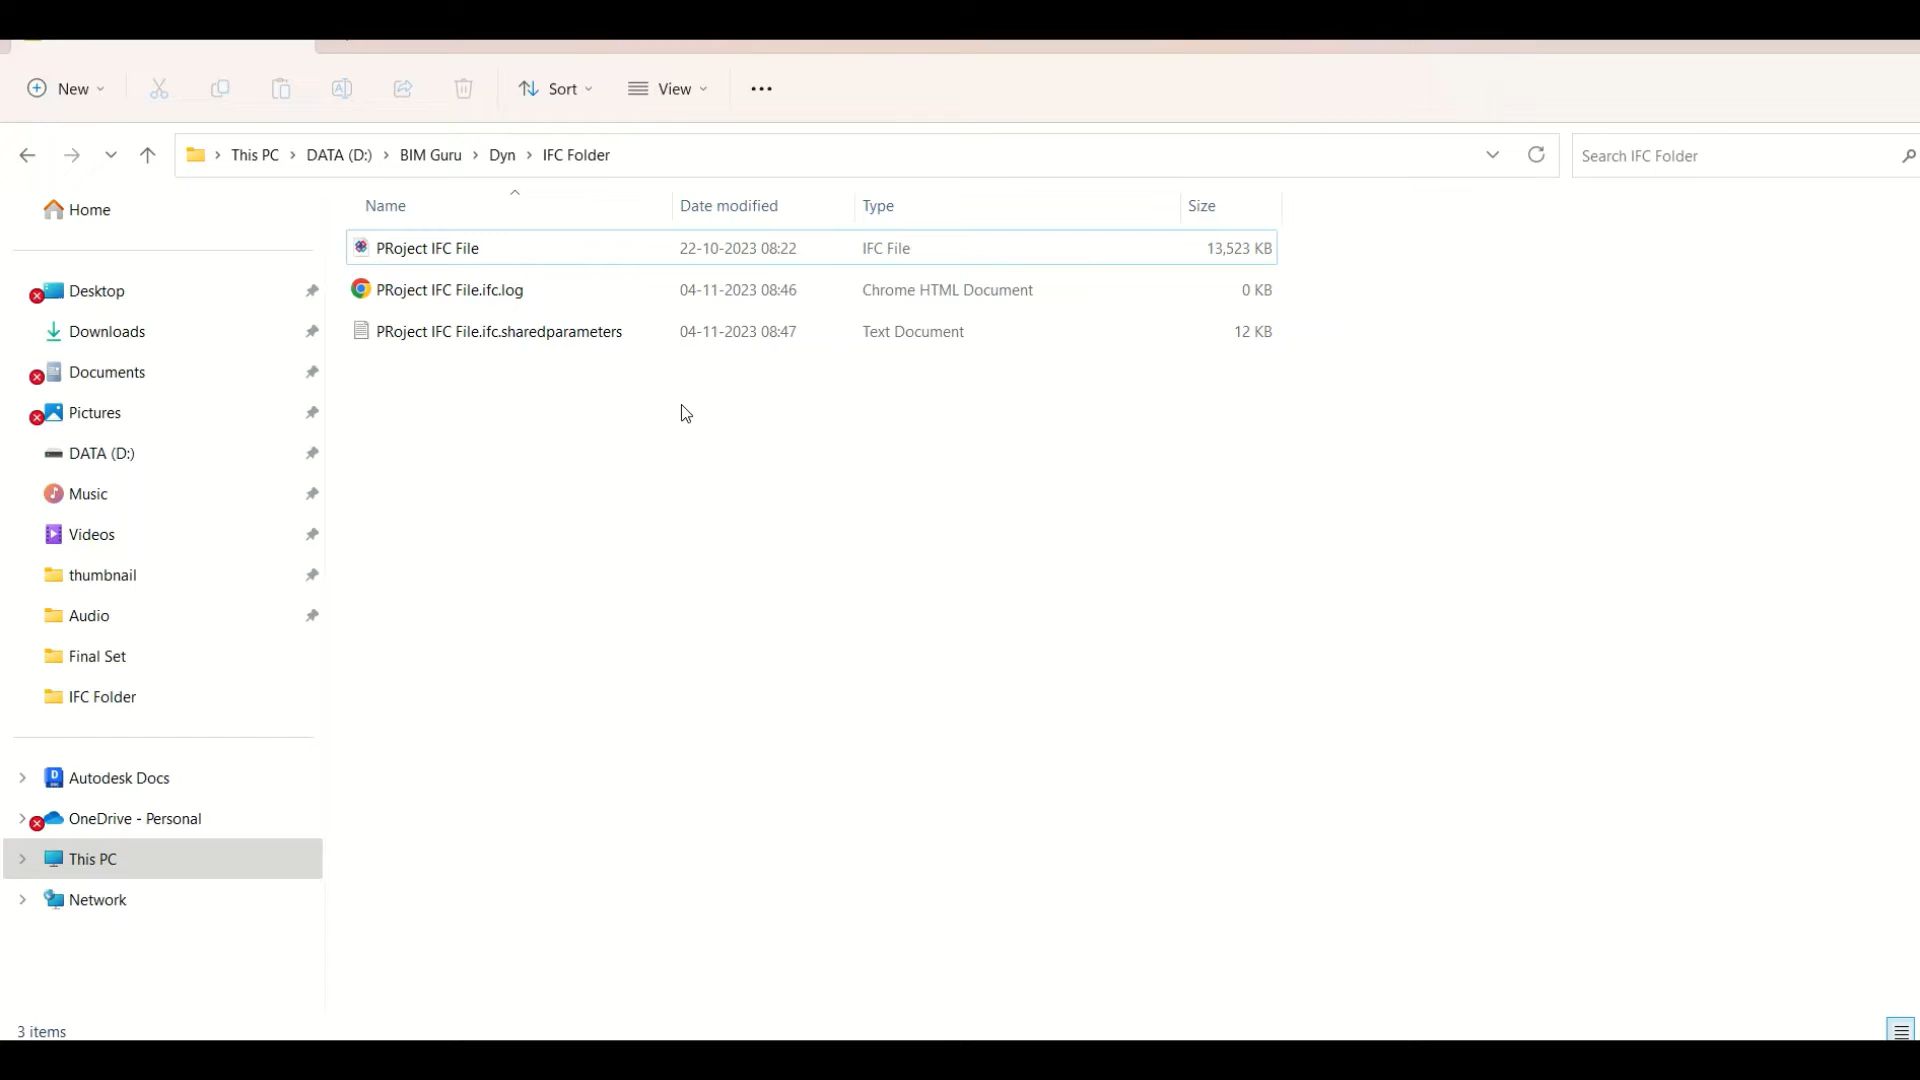 New
Sort
View
This PC
DATA (D:)
BIM Guru
Dyn
IFC Folder
Search IFC Folder
Name
Date modified
Type
Size
PRoject IFC File
22-10-2023 08:22
IFC File
13,523 KB
PRoject IFC File.ifc.log
04-11-2023 08:46
Chrome HTML Document
0 KB
PRoject IFC File.ifc.sharedparameters
04-11-2023 08:47
Text Document
12 KB
Home
Desktop
Downloads
Documents
Pictures
DATA (D:)
Music
Videos
thumbnail
Audio
Final Set
IFC Folder
Autodesk Docs
OneDrive - Personal
This PC
Network
3 items